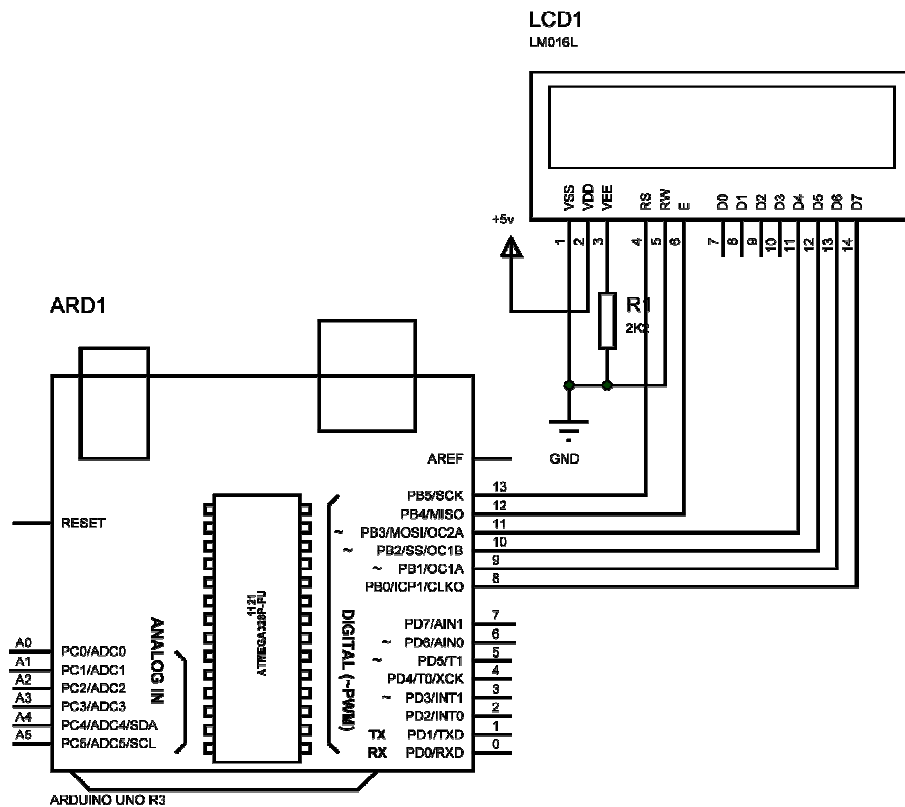 LCD1
LM016L
VSS
VDD
VEE
RS
RW
E
D0
D1
D2
D3
D4
D5
D6
D7
1
2
3
4
5
6
7
8
9
10
11
12
13
14
+5v
R1
2K2
GND
ARD1
AREF
RESET
PB5/SCK 13
PB4/MISO 12
~ PB3/MOSI/OC2A 11
~ PB2/SS/OC1B 10
~ PB1/OC1A 9
PB0/ICP1/CLKO 8
1121
ATMEGA328P-PU
DIGITAL (~PWM)
ANALOG IN
PD7/AIN1 7
~ PD6/AIN0 6
~ PD5/T1 5
PD4/T0/XCK 4
~ PD3/INT1 3
PD2/INT0 2
TX PD1/TXD 1
RX PD0/RXD 0
A0 PC0/ADC0
A1 PC1/ADC1
A2 PC2/ADC2
A3 PC3/ADC3
A4 PC4/ADC4/SDA
A5 PC5/ADC5/SCL
ARDUINO UNO R3